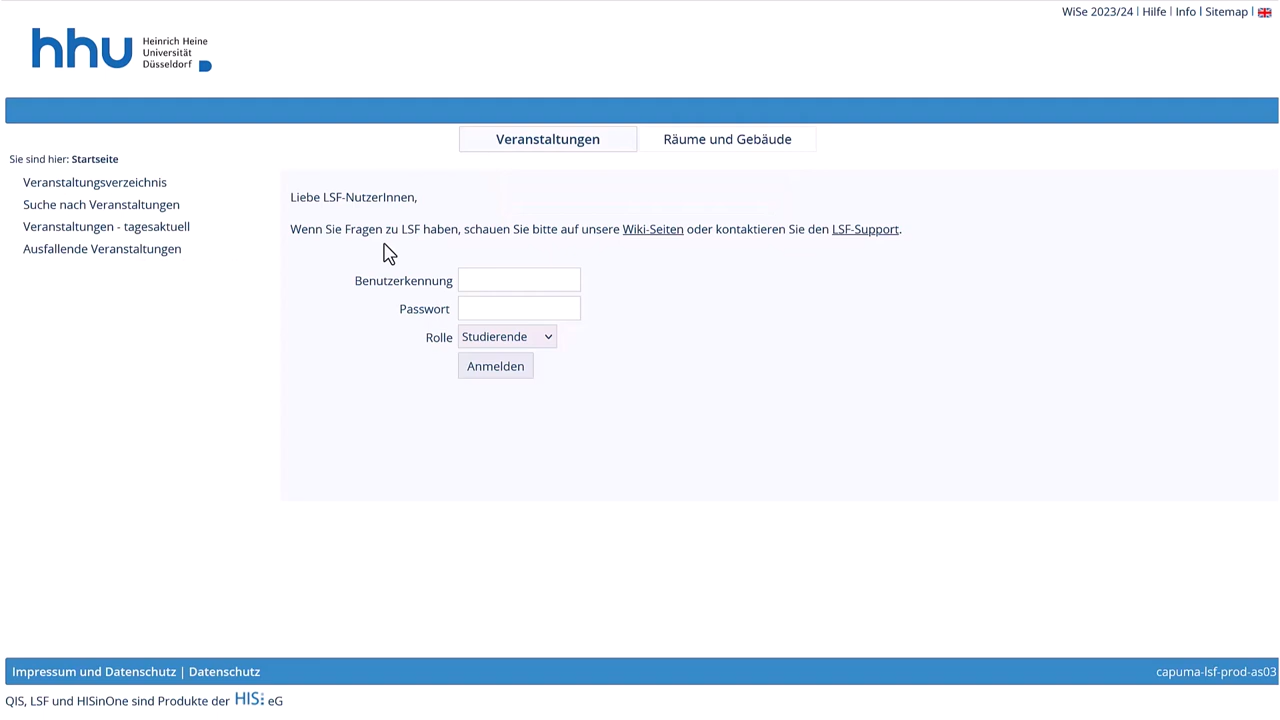 WiSe 2023/24 | Hilfe | Info | Sitemap |
hhu
Heinrich Heine
Universität
Düsseldorf
Veranstaltungen
Räume und Gebäude
Sie sind hier: Startseite
Veranstaltungsverzeichnis
Suche nach Veranstaltungen
Veranstaltungen - tagesaktuell
Ausfallende Veranstaltungen
Liebe LSF-NutzerInnen,
Wenn Sie Fragen zu LSF haben, schauen Sie bitte auf unsere Wiki-Seiten oder kontaktieren Sie den LSF-Support.
Benutzerkennung
Passwort
Rolle Studierende
Anmelden
Impressum und Datenschutz | Datenschutz
capuma-lsf-prod-as03
QIS, LSF und HISinOne sind Produkte der HIS: eG